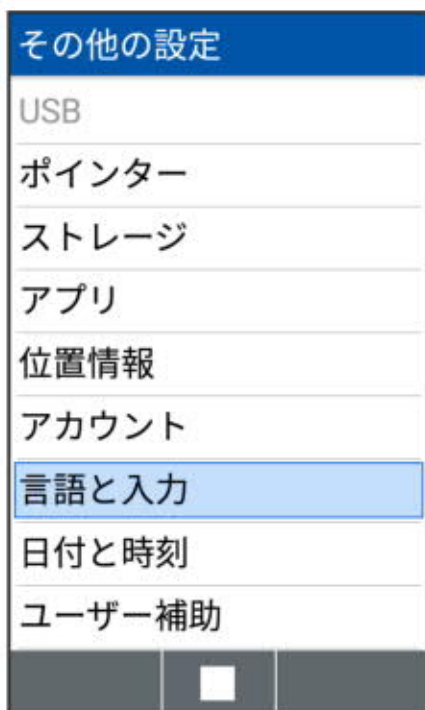 その他の設定
USB
ポインター
ストレージ
アプリ
位置情報
アカウント
言語と入力
日付と時刻
ユーザー補助